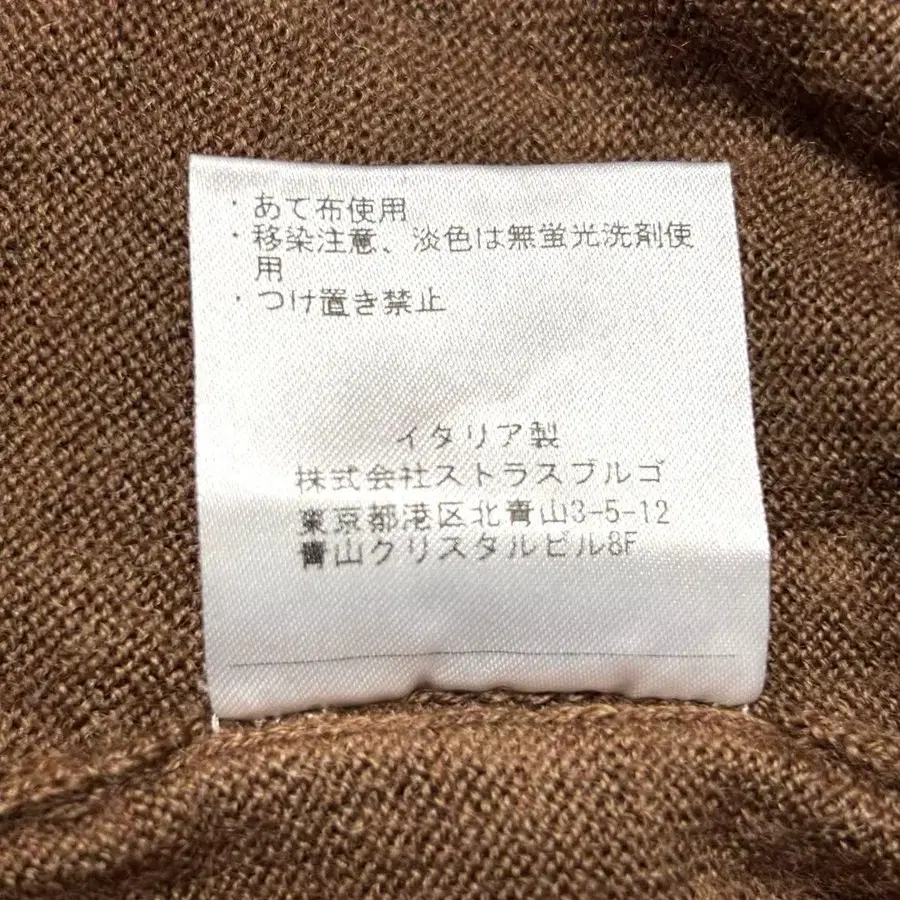 ・あて布使用
・移染注意、淡色は無蛍光洗剤使
用
・つけ置き禁止
イタリア製
株式会社ストラスブルゴ
東京都港区北青山3-5-12
青山クリスタルビル8F